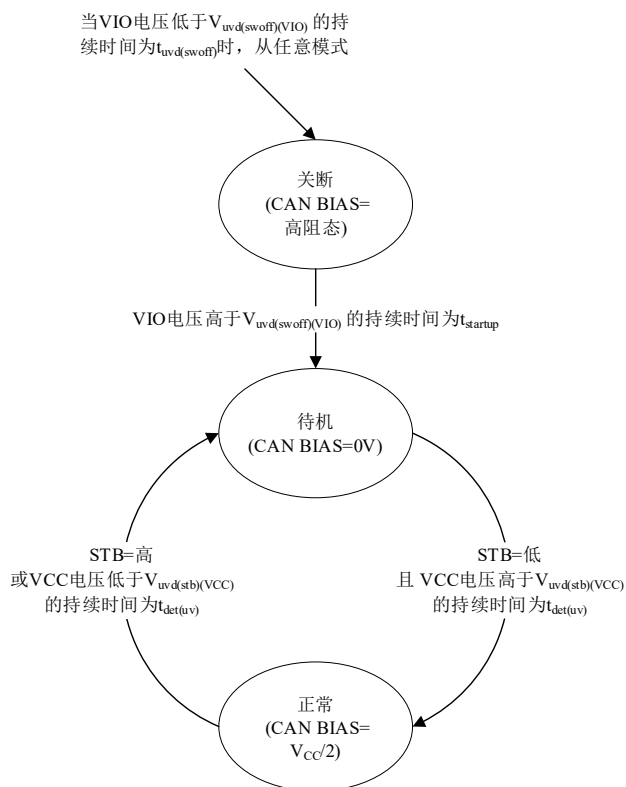 当VIO电压低于Vuvd(swoff)(VIO) 的持
续时间为tuvd(swoff)时，从任意模式
关断
(CAN BIAS=
高阻态)
VIO电压高于Vuvd(swoff)(VIO) 的持续时间为tstartup
待机
(CAN BIAS=0V)
STB=高
或VCC电压低于Vuvd(stb)(VCC)
的持续时间为tdet(uv)
STB=低
且 VCC电压高于Vuvd(stb)(VCC)
的持续时间为tdet(uv)
正常
(CAN BIAS=
VCC/2)